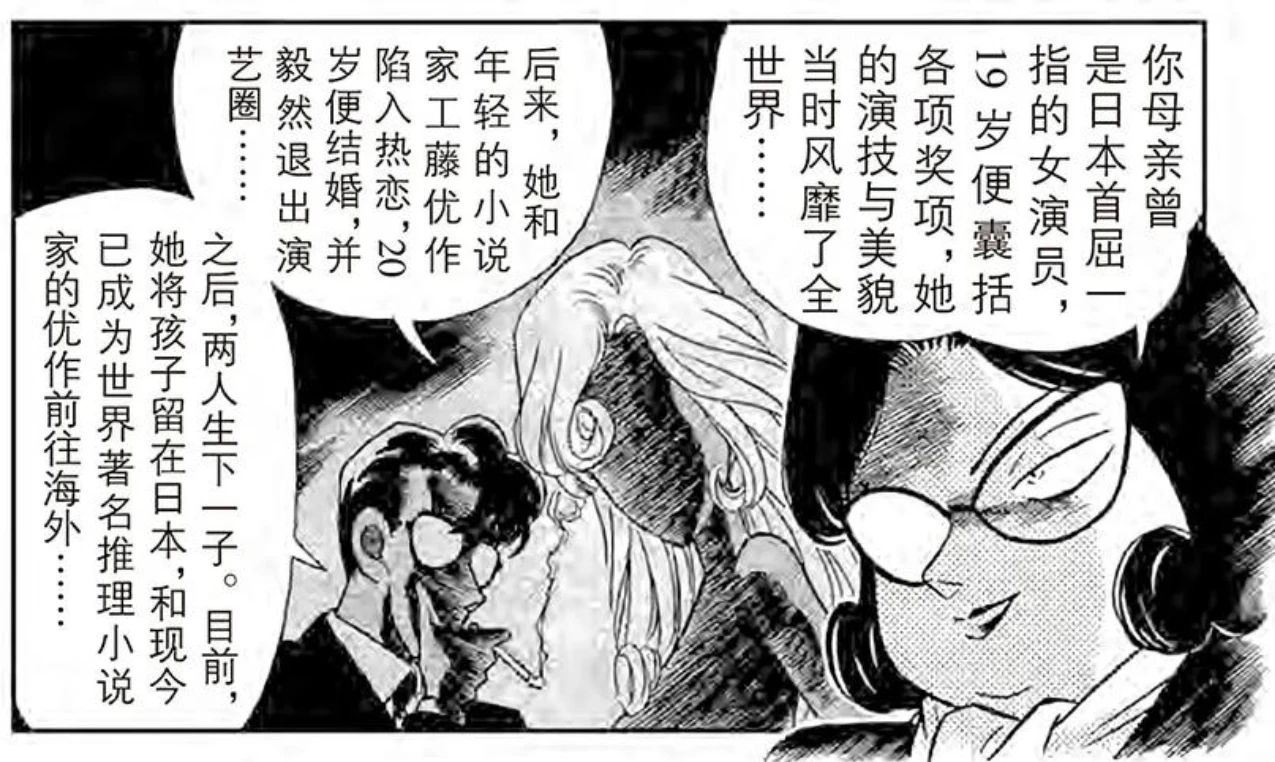 你母亲曾
是日本首屈一
指的女演员，
19岁便囊括
各项奖项，她
的演技与美貌
当时风靡了全
世界……
后来，她和
年轻的小说
家工藤优作
陷入热恋，20
岁便结婚，并
毅然退出演
艺圈……
之后，两人生下一子。目前，
她将孩子留在日本，和现今
已成为世界著名推理小说
家的优作前往海外……